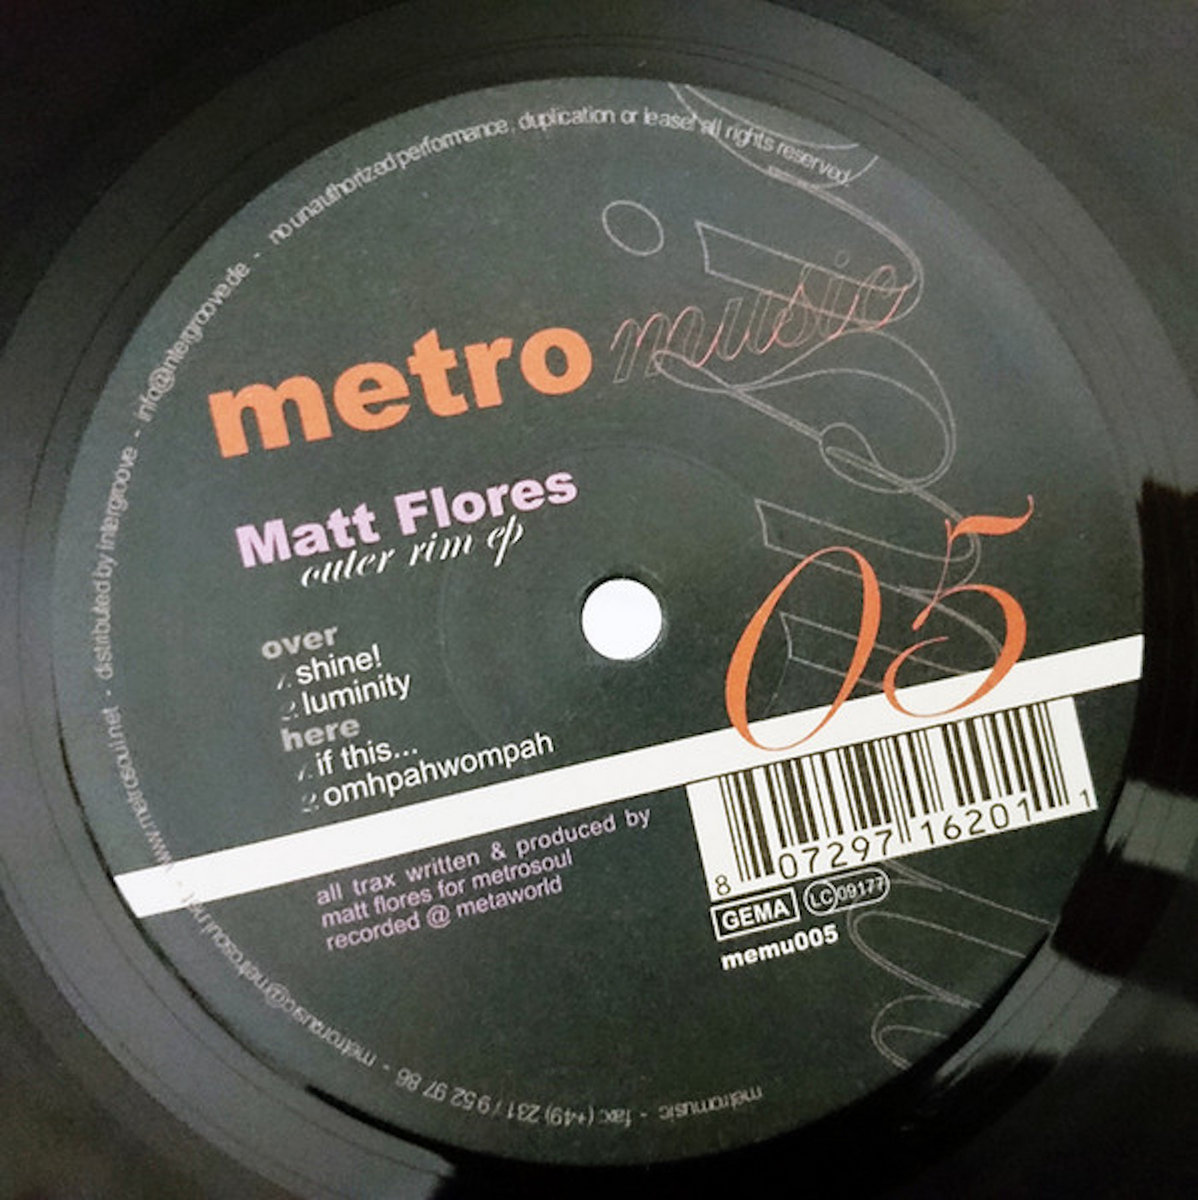 no unauthorized performance, duplication or lease! all rights reserved.
metro music
Matt Flores
outer rim ep
05
over
1. shine!
2. luminity
here
1. if this...
2. omhpahwompah
all trax written & produced by
matt flores for metrosoul
recorded @ metaworld
8 07297 16201 1
GEMA LC 09177
memu005
metromusic - fax: (+49) 231 / 9 52 97 86 - metromusic@metrosoul.net - www.metrosoul.net - distributed by intergroove - info@intergroove.de -